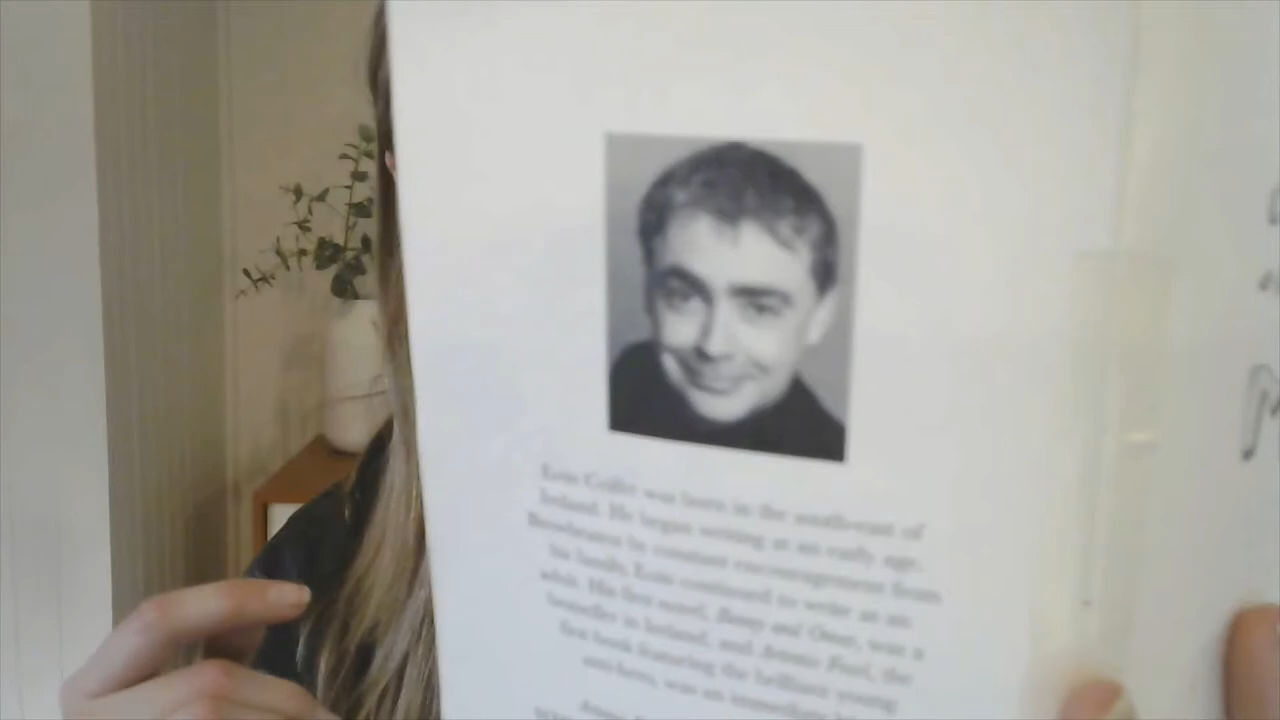 Eoin Colfer was born in the south-east of
Ireland. He began writing at an early age.
by constant encouragement from
his family, Eoin continued to write as an
adult. His first novel, Benny and Omar, was a
bestseller in Ireland, and Artemis Fowl, the
first book featuring the brilliant young
anti-hero, was an immediate